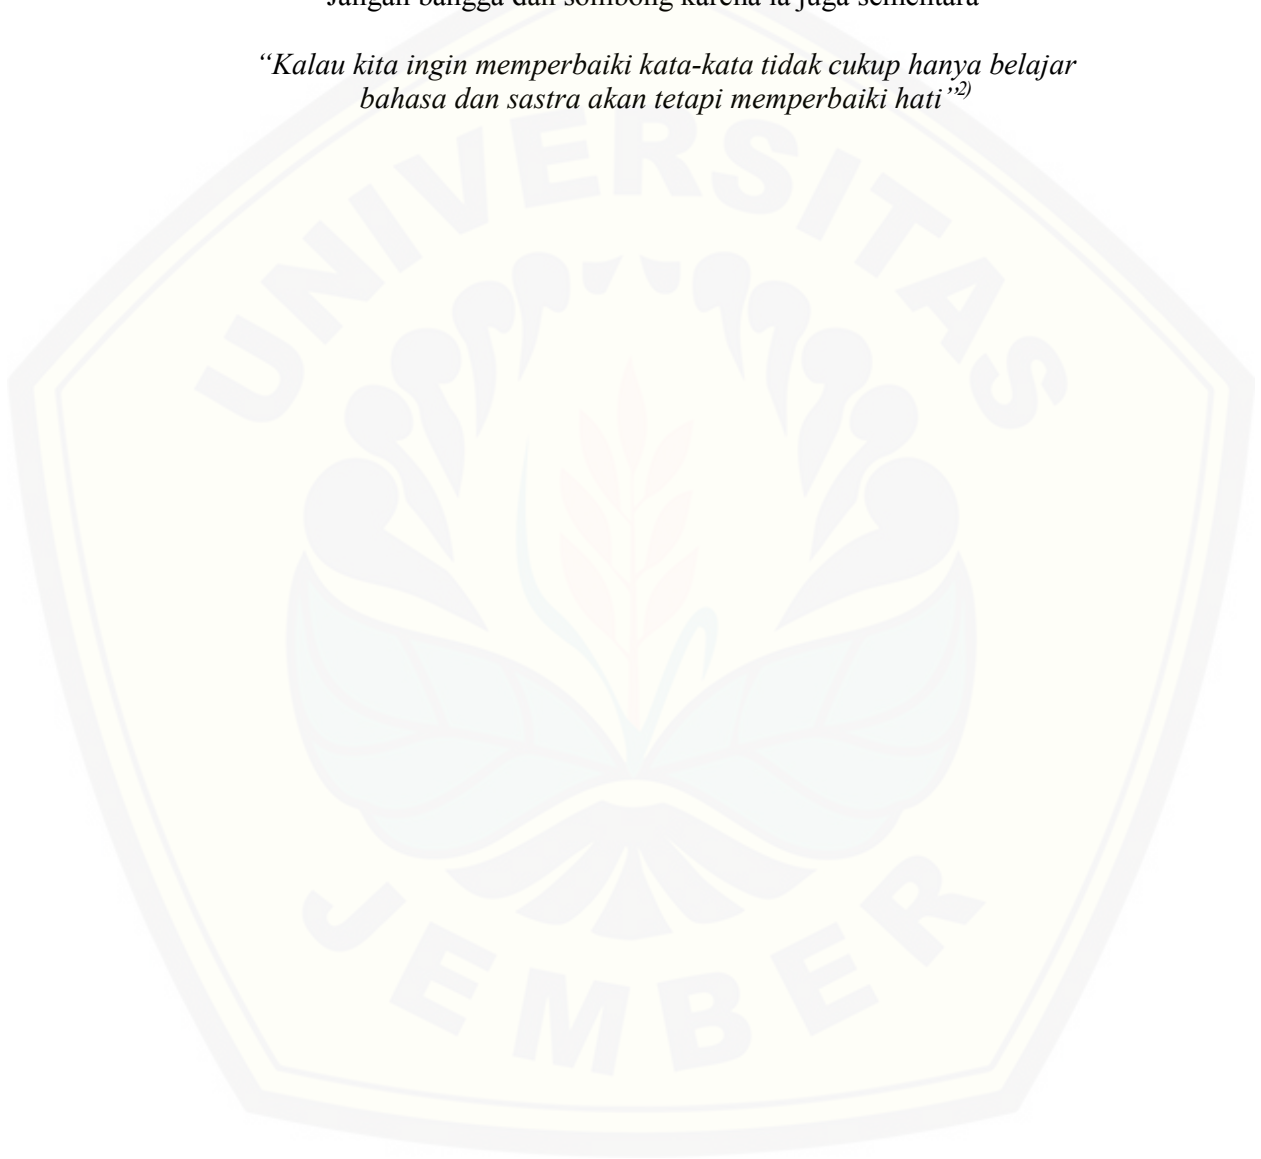 Jangan bangga dan sombong karena ia juga sementara
“Kalau kita ingin memperbaiki kata-kata tidak cukup hanya belajar
bahasa dan sastra akan tetapi memperbaiki hati”2)
UNIVERSITAS
JEMBER